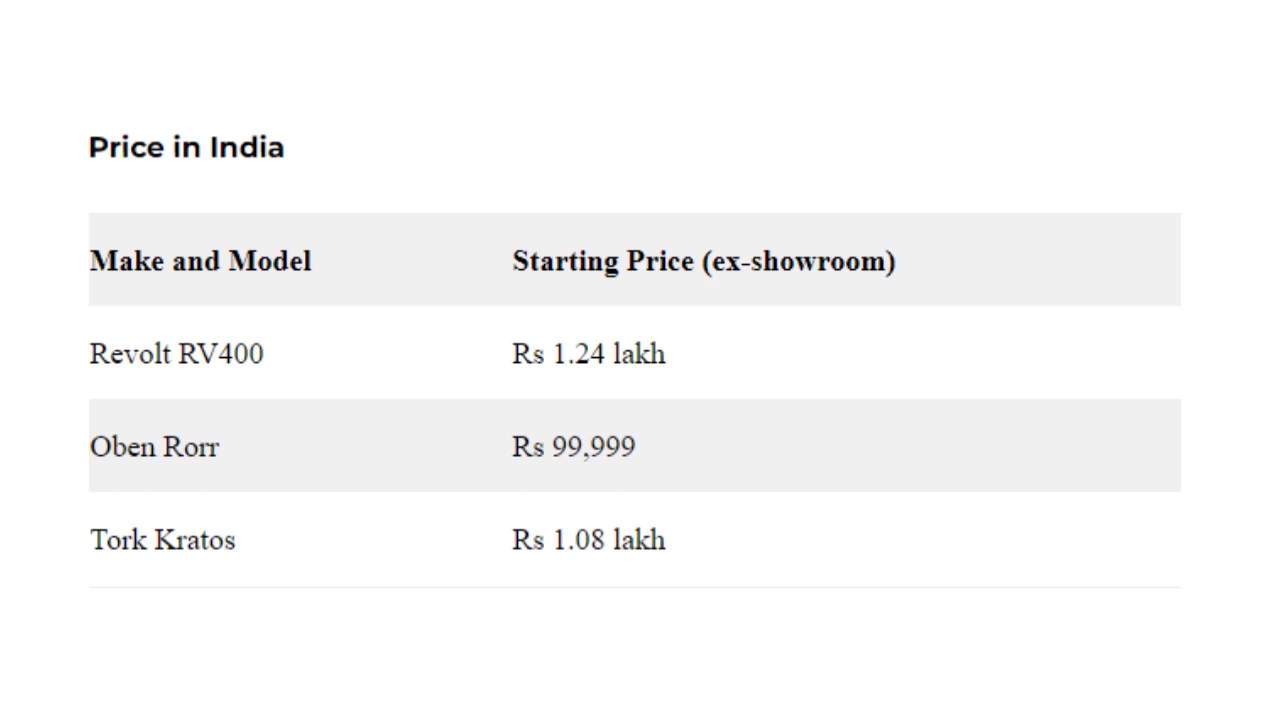 Price in India
Make and Model Starting Price (ex-showroom)
Revolt RV400 Rs 1.24 lakh
Oben Rorr Rs 99,999
Tork Kratos Rs 1.08 lakh